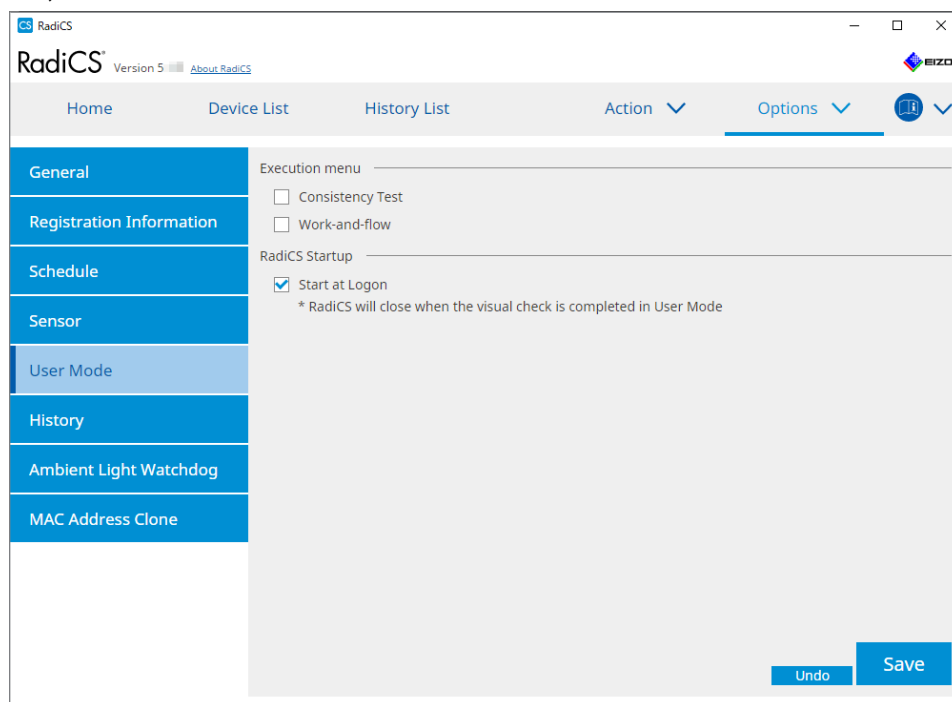 CS RadiCS
RadiCS® Version 5 About RadiCS
EIZO
Home Device List History List Action Options
General
Registration Information
Schedule
Sensor
User Mode
History
Ambient Light Watchdog
MAC Address Clone
Execution menu
Consistency Test
Work-and-flow
RadiCS Startup
Start at Logon
* RadiCS will close when the visual check is completed in User Mode
Undo Save